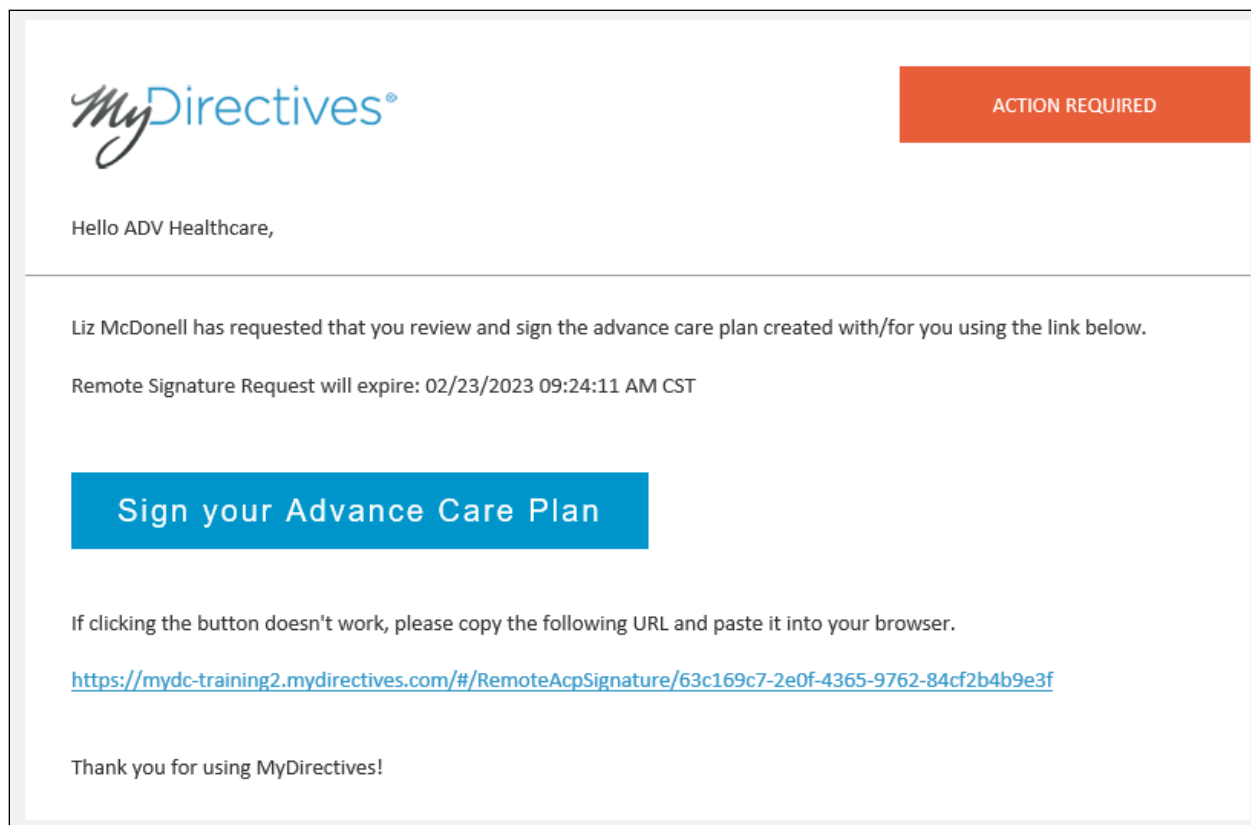 MyDirectives®
ACTION REQUIRED
Hello ADV Healthcare,
Liz McDonell has requested that you review and sign the advance care plan created with/for you using the link below.
Remote Signature Request will expire: 02/23/2023 09:24:11 AM CST
Sign your Advance Care Plan
If clicking the button doesn't work, please copy the following URL and paste it into your browser.
https://mydc-training2.mydirectives.com/#/RemoteAcpSignature/63c169c7-2e0f-4365-9762-84cf2b4b9e3f
Thank you for using MyDirectives!